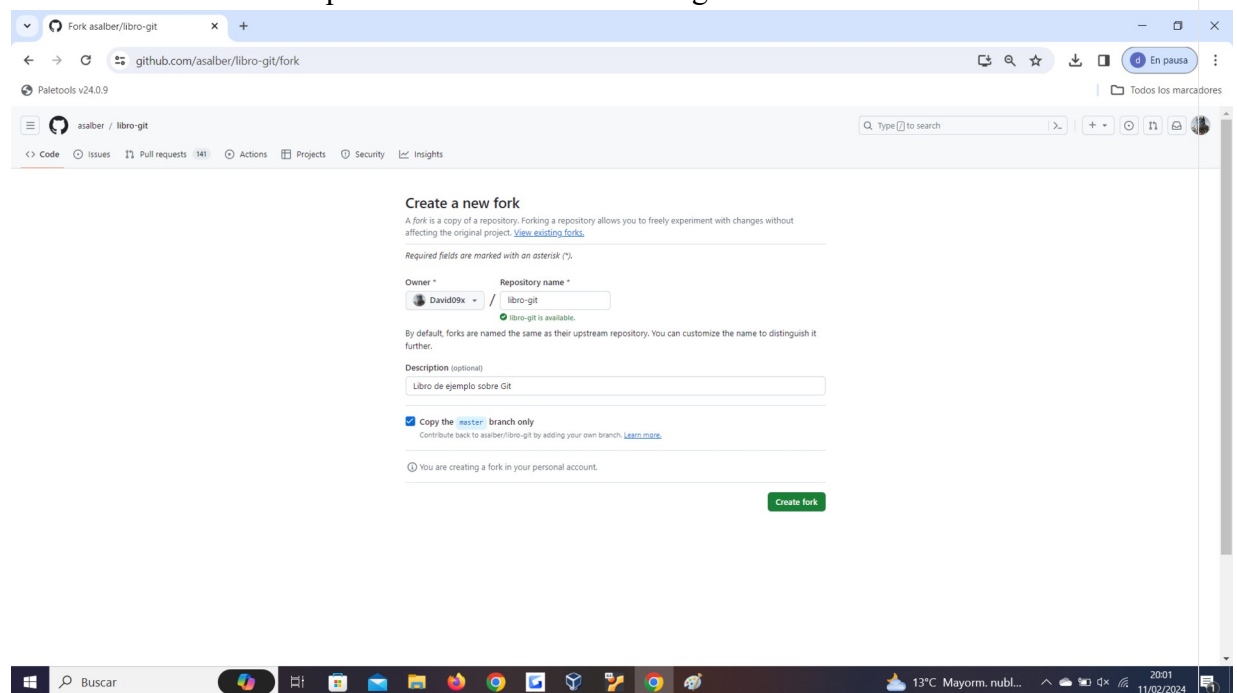 Fork asalber/libro-git
github.com/asalber/libro-git/fork
d En pausa
Paletools v24.0.9
Todos los marcadores
asalber / libro-git
Type / to search
Code Issues Pull requests 141 Actions Projects Security Insights
Create a new fork
A fork is a copy of a repository. Forking a repository allows you to freely experiment with changes without
affecting the original project. View existing forks.
Required fields are marked with an asterisk (*).
Owner * Repository name *
David09x / libro-git
libro-git is available.
By default, forks are named the same as their upstream repository. You can customize the name to distinguish it
further.
Description (optional)
Libro de ejemplo sobre Git
Copy the master branch only
Contribute back to asalber/libro-git by adding your own branch. Learn more.
You are creating a fork in your personal account.
Create fork
Buscar
13°C Mayorm. nubl...
20:01
11/02/2024